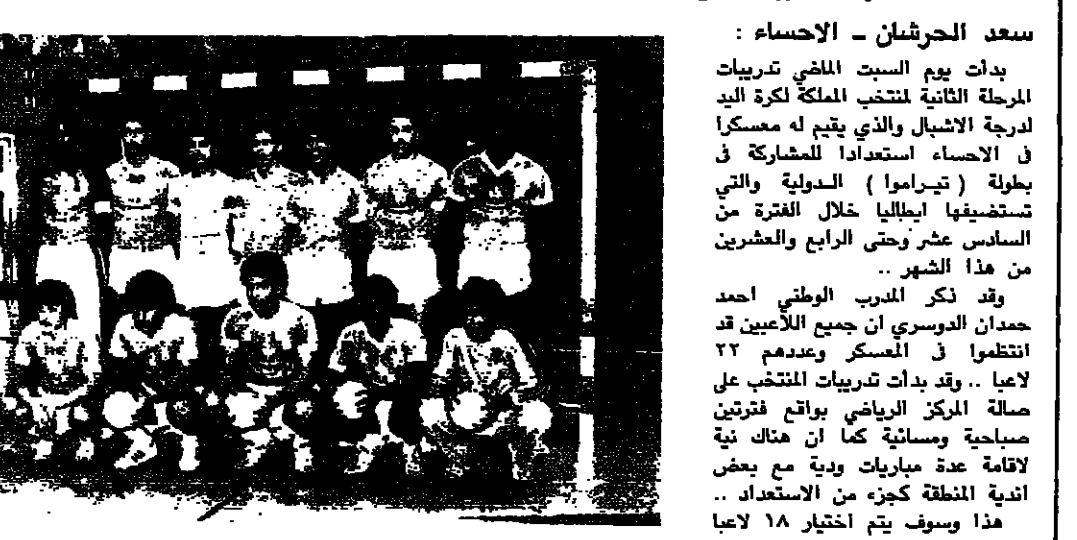 سعد الحرشان ـ الاحساء :
بدأت يوم السبت الماضي تدريبات
المرحلة الثانية لمنتخب المملكة لكرة اليد
لدرجة الاشبال والذي يقيم له معسكرا
في الاحساء استعدادا للمشاركة في
بطولة ( تيراموا ) الدولية والتي
تستضيفها ايطاليا خلال الفترة من
السادس عشر وحتى الرابع والعشرين
من هذا الشهر ..
وقد ذكر المدرب الوطني احمد
حمدان الدوسري ان جميع اللأعبين قد
انتظموا في المعسكر وعددهم ٢٢
لاعبا .. وقد بدأت تدريبات المنتخب على
صالة المركز الرياضي بواقع فترتين
صباحية ومسائية كما ان هناك نية
لاقامة عدة مباريات ودية مع بعض
اندية المنطقة كجزء من الاستعداد ..
هذا وسوف يتم اختيار ١٨ لاعبا